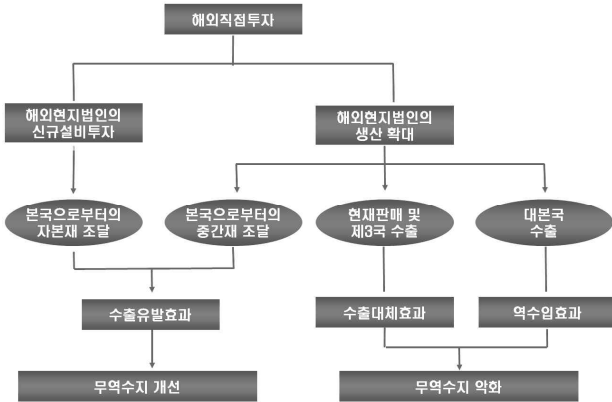 해외직접투자
해외현지법인의
신규설비투자
해외현지법인의
생산 확대
본국으로부터의
자본재 조달
본국으로부터의
중간재 조달
현재판매 및
제3국 수출
대본국
수출
수출유발효과
수출대체효과
역수입효과
무역수지 개선
무역수지 악화